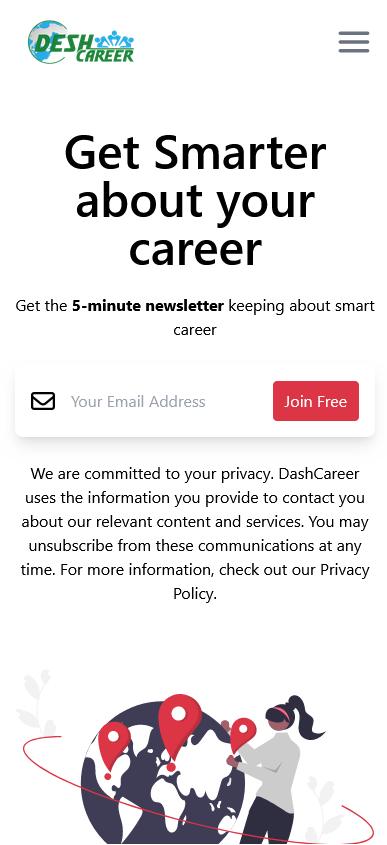 DESH
CAREER
Get Smarter
about your
career
Get the 5-minute newsletter keeping about smart
career
Your Email Address
Join Free
We are committed to your privacy. DashCareer
uses the information you provide to contact you
about our relevant content and services. You may
unsubscribe from these communications at any
time. For more information, check out our Privacy
Policy.